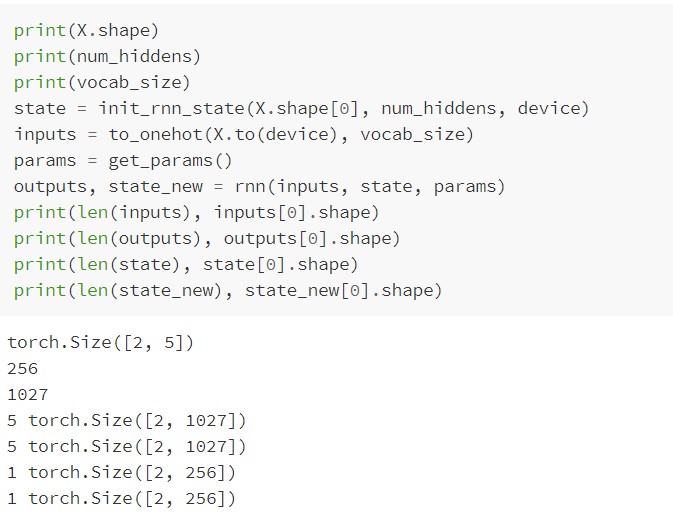 print(X.shape)
print(num_hiddens)
print(vocab_size)
state = init_rnn_state(X.shape[0], num_hiddens, device)
inputs = to_onehot(X.to(device), vocab_size)
params = get_params()
outputs, state_new = rnn(inputs, state, params)
print(len(inputs), inputs[0].shape)
print(len(outputs), outputs[0].shape)
print(len(state), state[0].shape)
print(len(state_new), state_new[0].shape)
torch.Size([2, 5])
256
1027
5 torch.Size([2, 1027])
5 torch.Size([2, 1027])
1 torch.Size([2, 256])
1 torch.Size([2, 256])